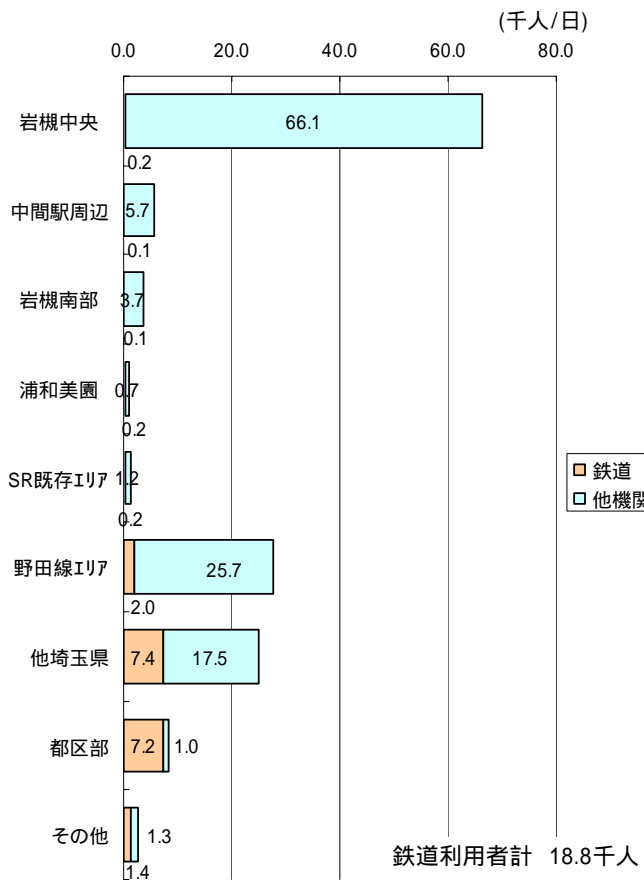 (千人/日)
0.0 20.0 40.0 60.0 80.0
岩槻中央 66.1
0.2
中間駅周辺 5.7
0.1
岩槻南部 3.7
0.1
浦和美園 0.7
0.2
SR既存エリア 1.2
0.2
鉄道
他機関
野田線エリア 25.7
2.0
他埼玉県 7.4 17.5
都区部 7.2 1.0
その他 1.3
1.4
鉄道利用者計 18.8千人